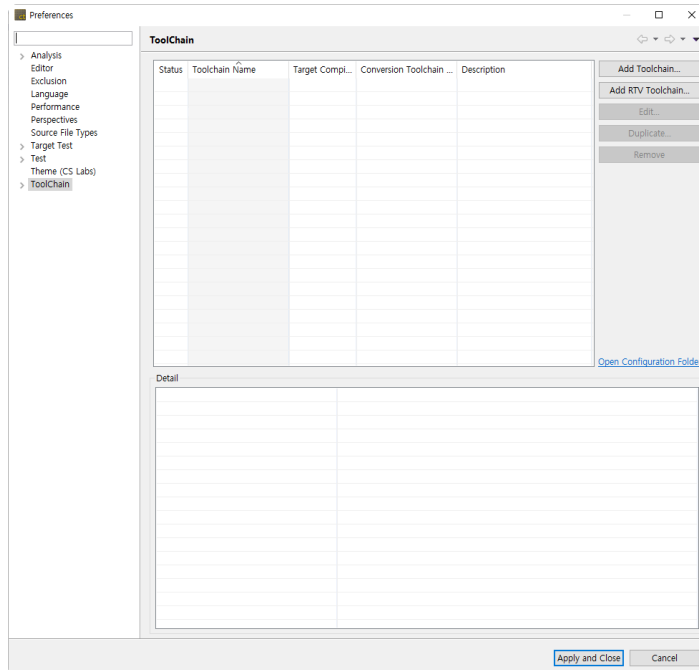 Preferences
ToolChain
Analysis
Editor
Exclusion
Language
Performance
Perspectives
Source File Types
Target Test
Test
Theme (CS Labs)
ToolChain
Status Toolchain Name Target Compi... Conversion Toolchain ... Description
Add Toolchain...
Add RTV Toolchain...
Edit...
Duplicate...
Remove
Open Configuration Folde
Detail
Apply and Close Cancel